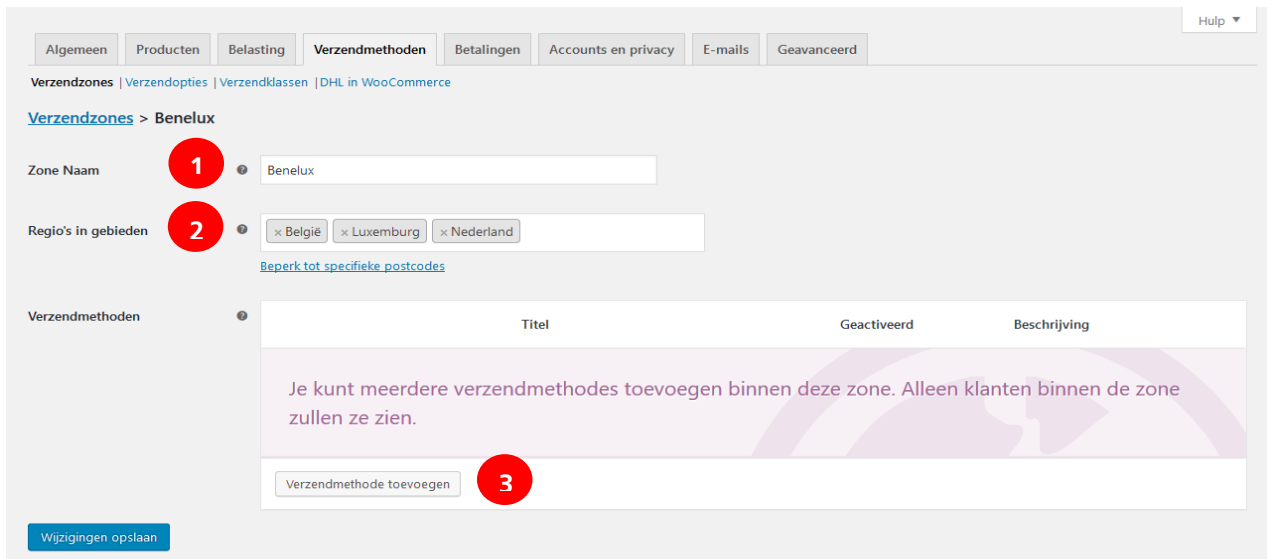 Hulp ▼
Algemeen Producten Belasting Verzendmethoden Betalingen Accounts en privacy E-mails Geavanceerd
Verzendzones | Verzendopties | Verzendklassen | DHL in WooCommerce
Verzendzones > Benelux
Zone Naam 1 ? Benelux
Regio's in gebieden 2 ? × België × Luxemburg × Nederland
Beperk tot specifieke postcodes
Verzendmethoden ?
Titel Geactiveerd Beschrijving
Je kunt meerdere verzendmethodes toevoegen binnen deze zone. Alleen klanten binnen de zone
zullen ze zien.
Verzendmethode toevoegen 3
Wijzigingen opslaan